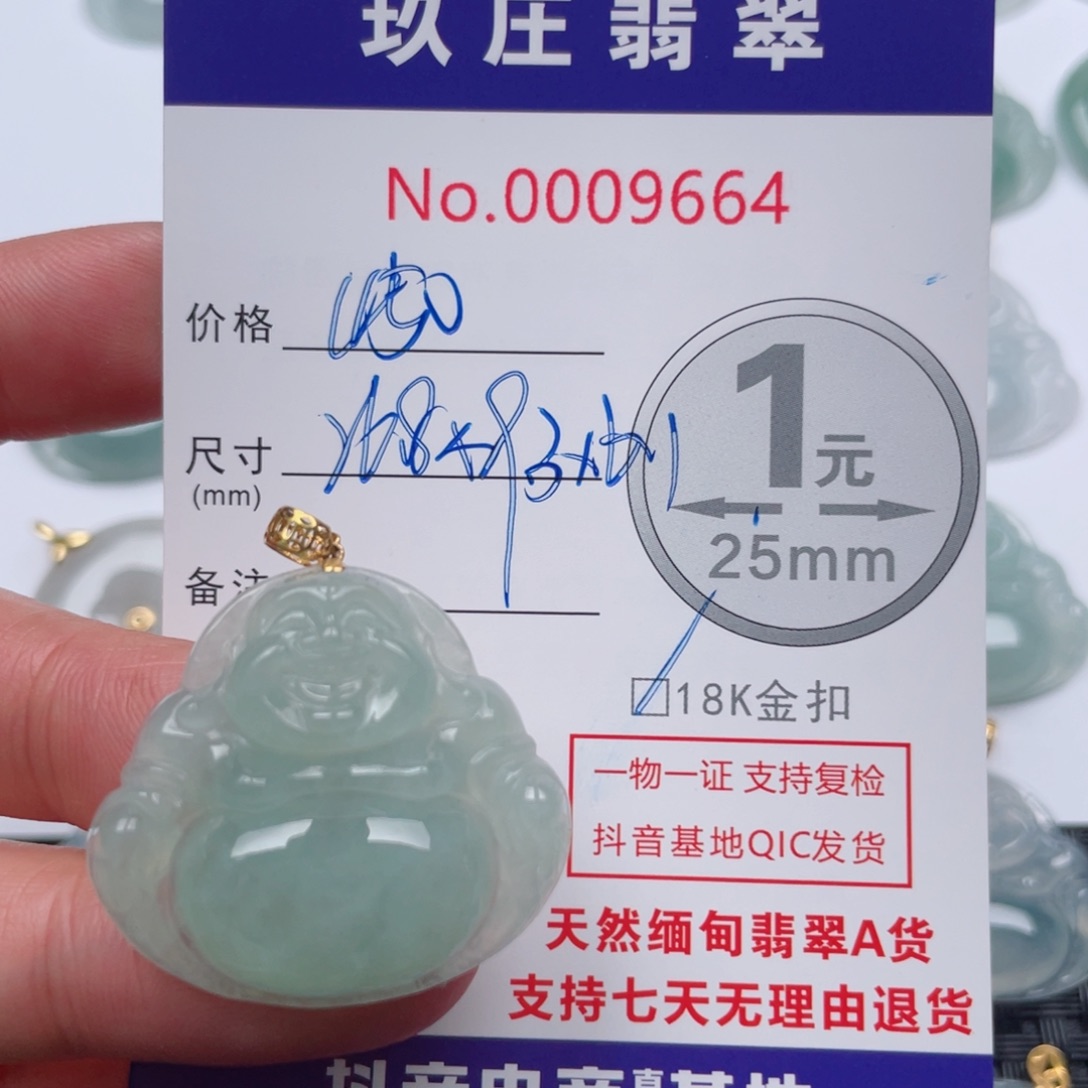 玖庄翡翠
No.0009664
价格
尺寸
(mm)
1元
25mm
备注
18K金扣
一物一证 支持复检
抖音基地QIC发货
天然缅甸翡翠A货
支持七天无理由退货